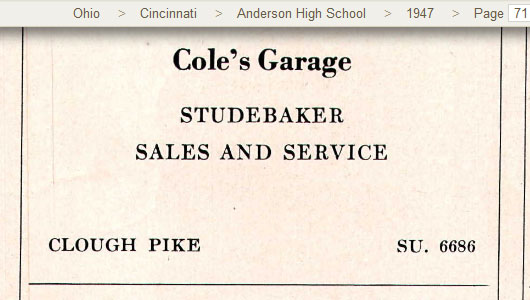 Ohio > Cincinnati > Anderson High School > 1947 > Page 71
Cole's Garage
STUDEBAKER
SALES AND SERVICE
CLOUGH PIKE SU. 6686